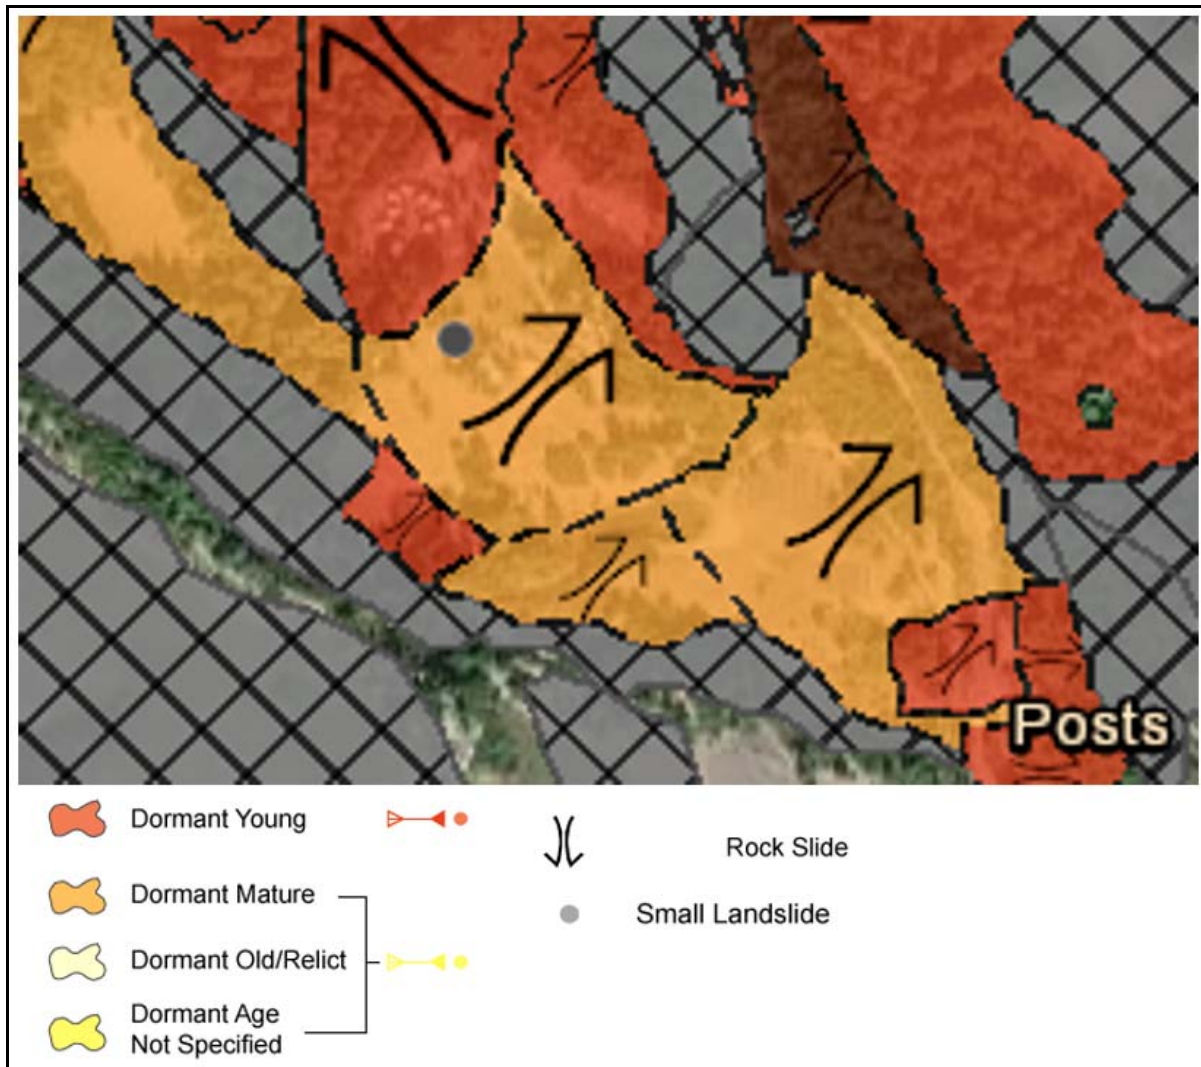 Posts
Dormant Young
Rock Slide
Dormant Mature
Small Landslide
Dormant Old/Relict
Dormant Age
Not Specified